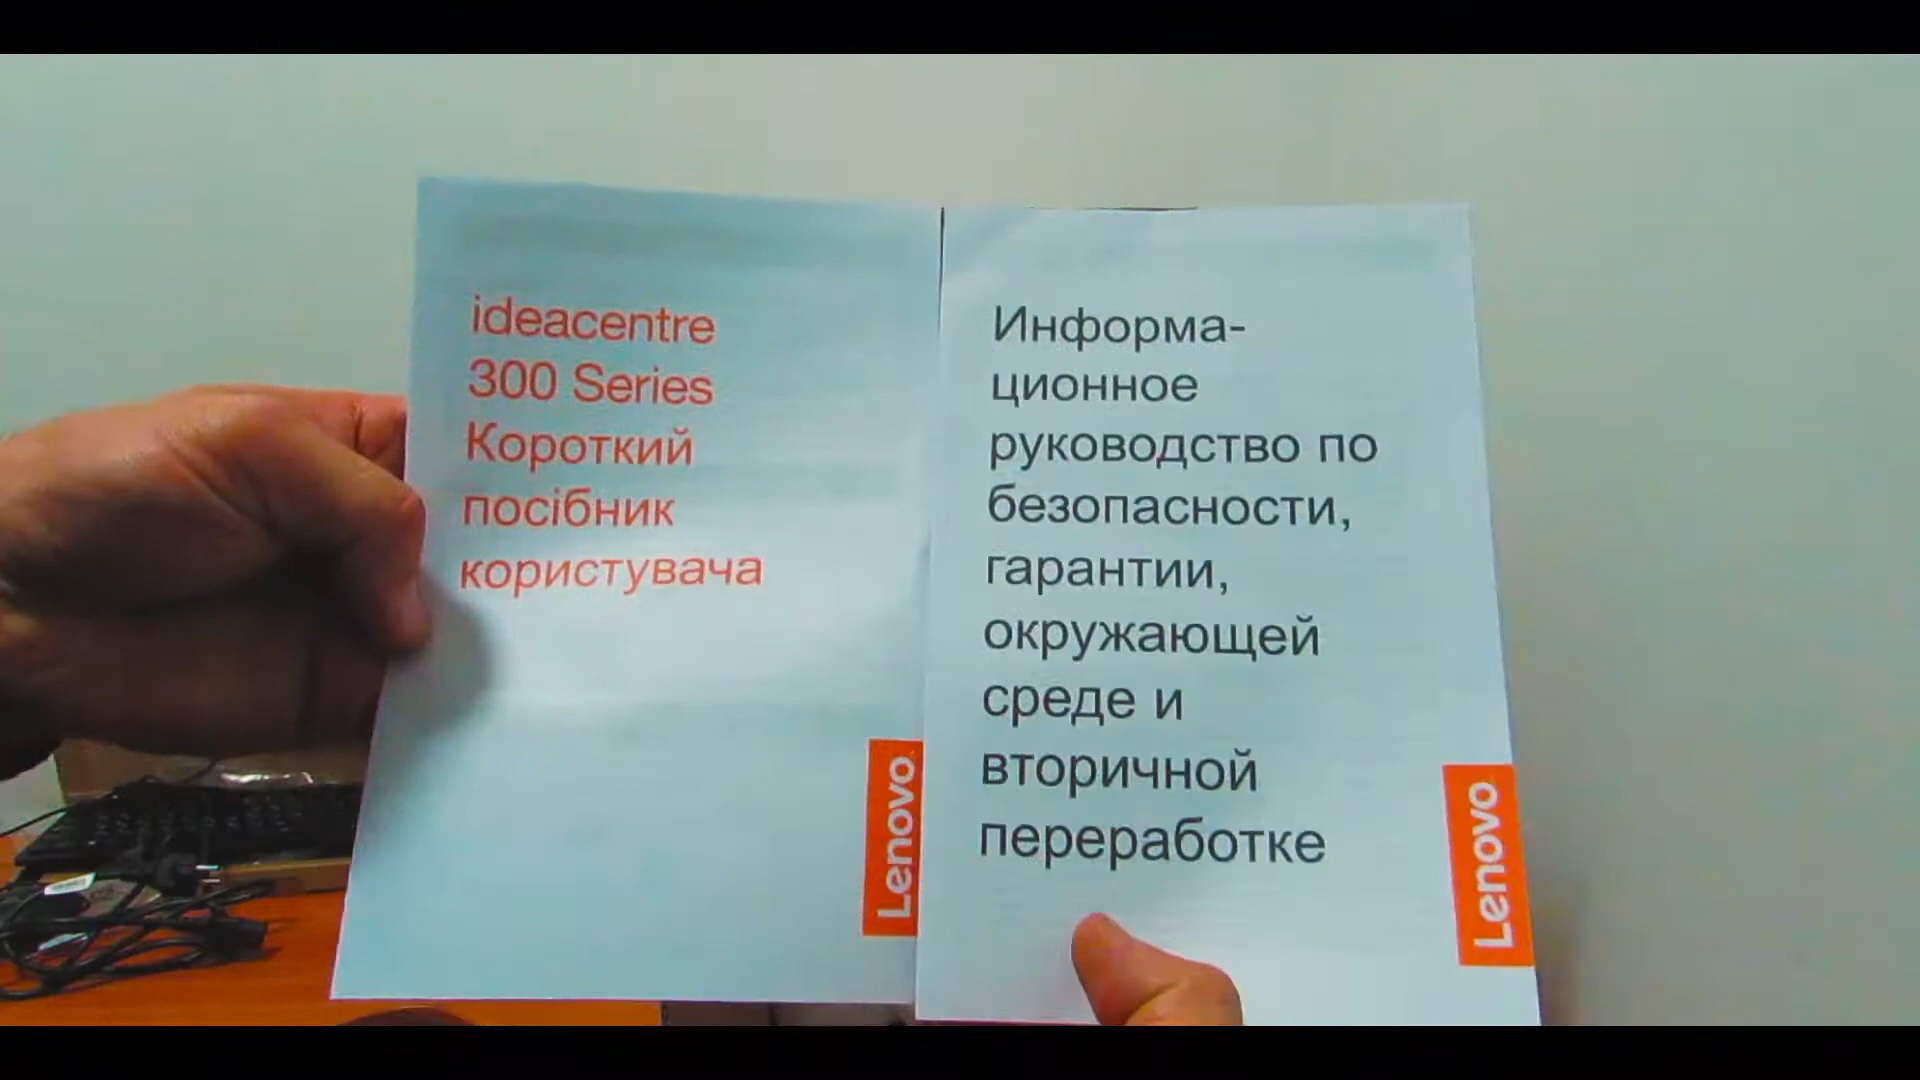 ideacentre
300 Series
Короткий
посібник
користувача
Lenovo
Информа-
ционное
руководство по
безопасности,
гарантии,
окружающей
среде и
вторичной
переработке
Lenovo